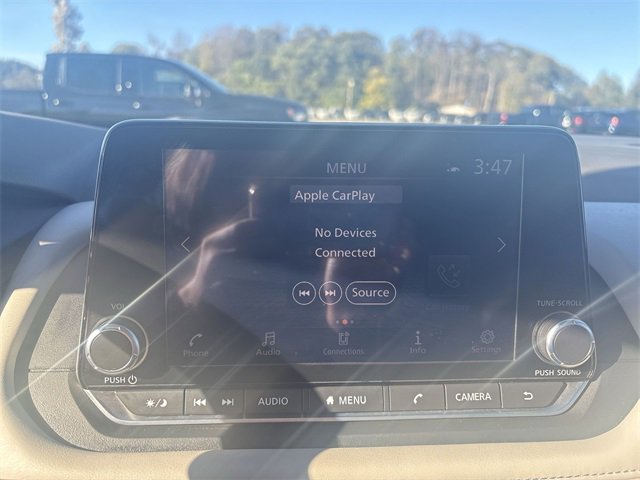 MENU
3:47
Apple CarPlay
No Devices
Connected
Source
Phone
Audio
Connections
Info
Settings
VOL
PUSH
TUNE·SCROLL
PUSH SOUND
AUDIO
MENU
CAMERA